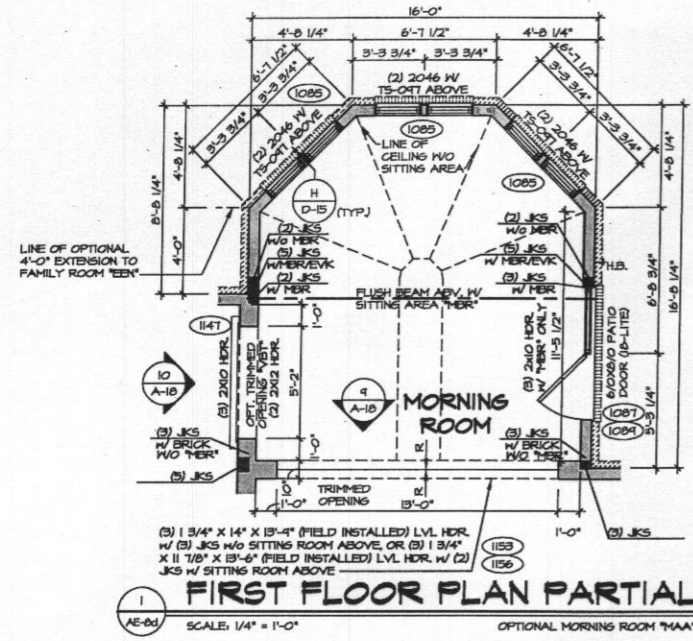 16'-0"
4'-8 1/4"
6'-7 1/2"
4'-8 1/4"
3'-3 3/4"
3'-3 3/4"
6'-7 1/2"
3'-3 3/4"
3'-3 3/4"
(2) 2046 W/
TS-097 ABOVE
1085
(2) 2046 W/
TS-097 ABOVE
1085
6'-7 1/2"
3'-3 3/4"
3'-3 3/4"
(2) 2046 W/
TS-097 ABOVE
1085
LINE OF
CEILING W/O
SITTING AREA
H
D-15
(TYP.)
8'-8 1/4"
4'-8 1/4"
4'-0"
4'-8 1/4"
LINE OF OPTIONAL
4'-0" EXTENSION TO
FAMILY ROOM "EEN"
(2) JKS
W/O MBR
(5) JKS
W/MBR/EVK
(2) JKS
W/ MBR
(2) JKS
W/O MBR
(5) JKS
W/MBR/EVK
(3) JKS
W/ MBR
H.B.
6'-8 3/4"
16'-8 1/4"
FLUSH BEAM ABV. W/
SITTING AREA "MBR"
1147
1'-0"
(3) 2X10 HDR.
OPT. TRIMMED
OPENING "VBT"
(2) 2X12 HDR.
5'-2"
1'-0"
10
A-18
9
A-18
MORNING
ROOM
(3) 2X10 HDR.
W/ "MBR" ONLY
11'-5 1/2"
6/0X8/0 PATIO
DOOR (18-LITE)
1087
1089
5'-3 1/4"
(3) JKS
W/ BRICK
W/O "MBR"
(5) JKS
(3) JKS
W/ BRICK
W/O "MBR"
(3) JKS
R
R
10"
TRIMMED
OPENING
1'-0"
13'-0"
1'-0"
(3) 1 3/4" X 14" X 13'-9" (FIELD INSTALLED) LVL HDR.
W/ (3) JKS W/O SITTING ROOM ABOVE, OR (3) 1 3/4"
X 11 7/8" X 13'-6" (FIELD INSTALLED) LVL HDR. W/ (2)
JKS W/ SITTING ROOM ABOVE
1153
1156
1
AE-8d
FIRST FLOOR PLAN PARTIAL
SCALE: 1/4" = 1'-0"
OPTIONAL MORNING ROOM "MAA"